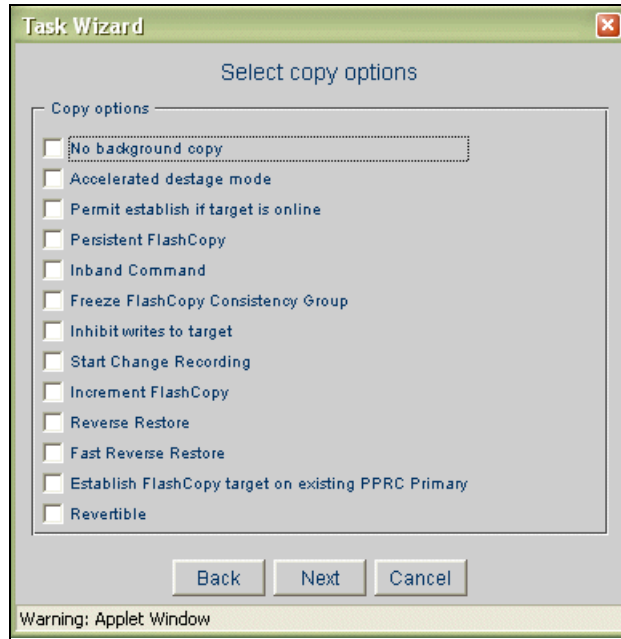 Task Wizard
Select copy options
Copy options
No background copy
Accelerated destage mode
Permit establish if target is online
Persistent FlashCopy
Inband Command
Freeze FlashCopy Consistency Group
Inhibit writes to target
Start Change Recording
Increment FlashCopy
Reverse Restore
Fast Reverse Restore
Establish FlashCopy target on existing PPRC Primary
Revertible
Back Next Cancel
Warning: Applet Window